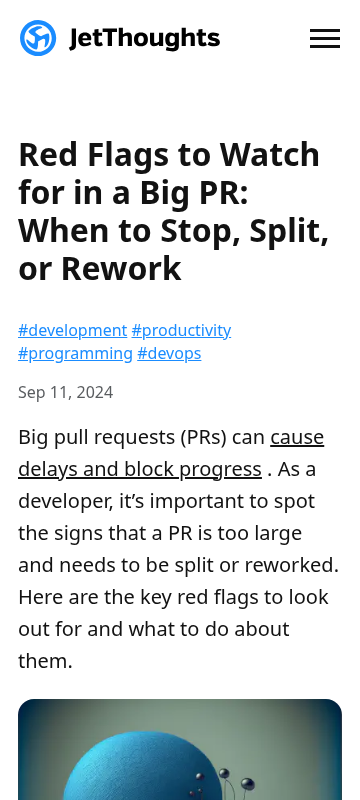 JetThoughts
Red Flags to Watch
for in a Big PR:
When to Stop, Split,
or Rework
#development #productivity
#programming #devops
Sep 11, 2024
Big pull requests (PRs) can cause
delays and block progress . As a
developer, it’s important to spot
the signs that a PR is too large
and needs to be split or reworked.
Here are the key red flags to look
out for and what to do about
them.